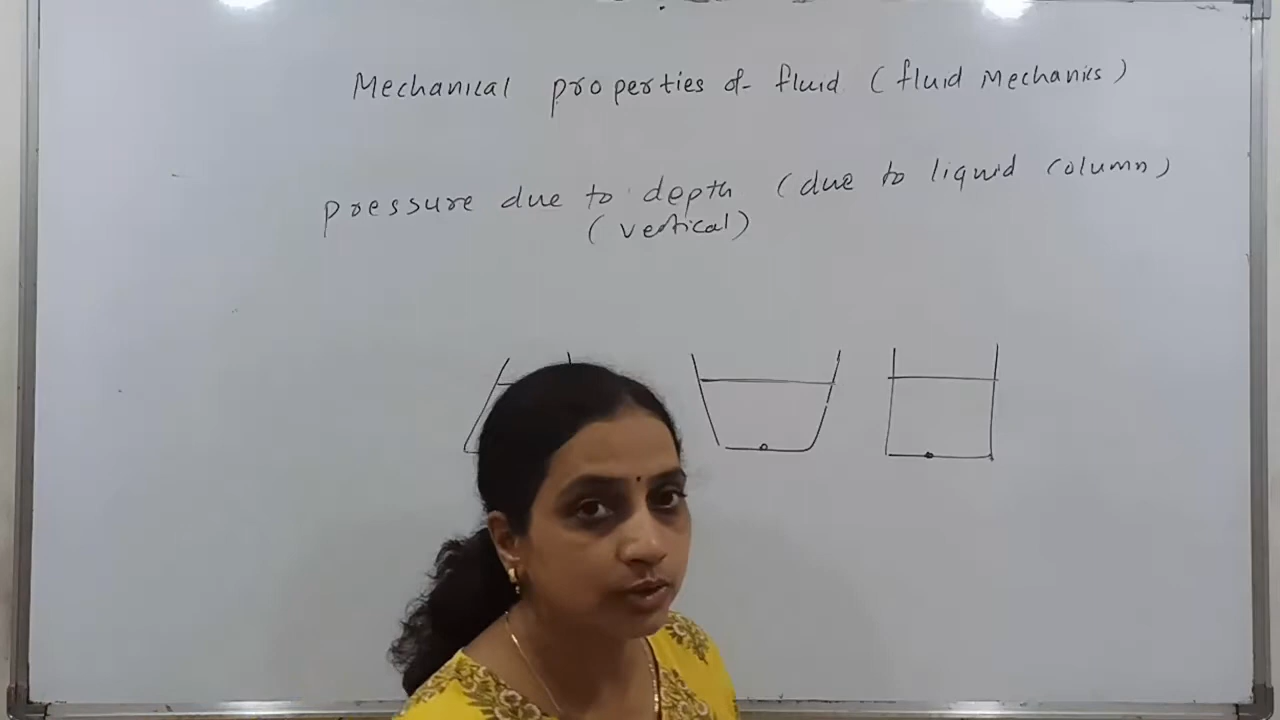 Mechanical properties of fluid (fluid Mechanics)
pressure due to depth (due to liquid column)
(vertical)